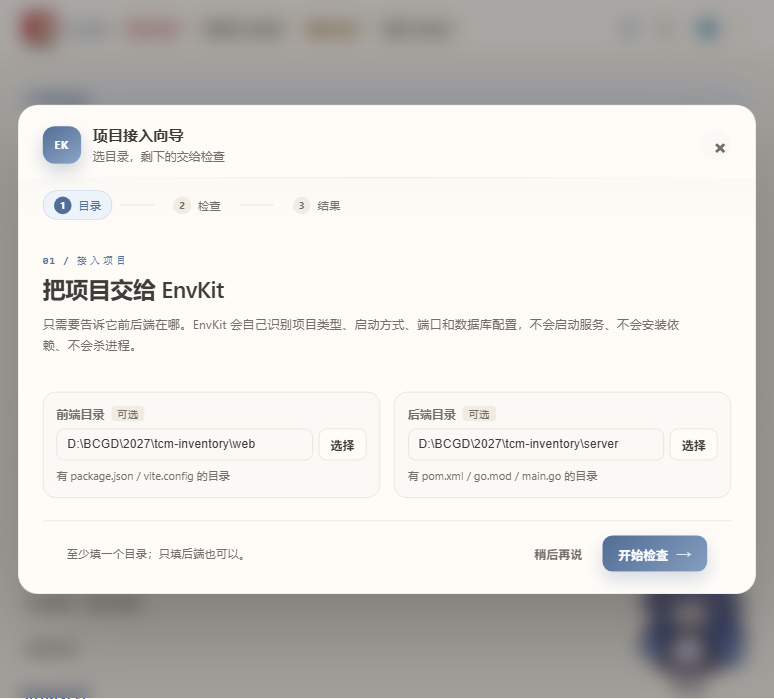 EK
项目接入向导
选目录，剩下的交给检查
1 目录
2 检查
3 结果
01 / 接入项目
把项目交给 EnvKit
只需要告诉它前后端在哪。EnvKit 会自己识别项目类型、启动方式、端口和数据库配置，不会启动服务、不会安装依
赖、不会杀进程。
前端目录 可选
D:\BCGD\2027\tcm-inventory\web 选择
有 package.json / vite.config 的目录
后端目录 可选
D:\BCGD\2027\tcm-inventory\server 选择
有 pom.xml / go.mod / main.go 的目录
至少填一个目录；只填后端也可以。
稍后再说
开始检查 →